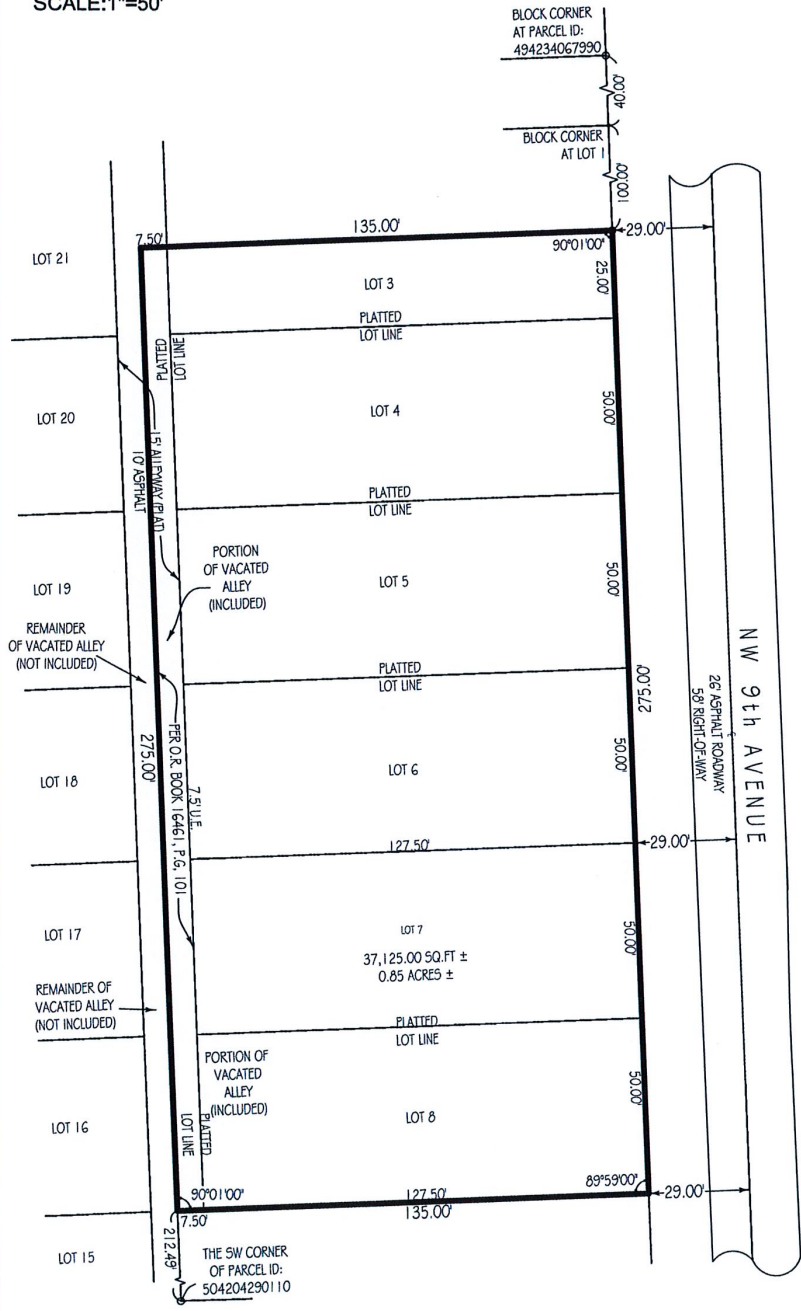 SCALE:1"=50'
BLOCK CORNER
AT PARCEL ID:
494234067990
40.00'
BLOCK CORNER
AT LOT 1
100.00'
7.50'
135.00'
90°01'00"
29.00'
25.00'
LOT 21
LOT 3
PLATTED
LOT LINE
PLATTED
LOT LINE
LOT 20
LOT 4
50.00'
15' ALLEYWAY (PLAT)
10' ASPHALT
PLATTED
LOT LINE
PORTION
OF VACATED
ALLEY
(INCLUDED)
LOT 19
LOT 5
50.00'
REMAINDER
OF VACATED ALLEY
(NOT INCLUDED)
PLATTED
LOT LINE
275.00'
NW 9th AVENUE
℄
26' ASPHALT ROADWAY
58' RIGHT-OF-WAY
275.00'
PER O.R. BOOK 16461, P.G. 101
7.5' U.E.
LOT 18
LOT 6
50.00'
127.50'
29.00'
LOT 17
LOT 7
37,125.00 SQ.FT ±
0.85 ACRES ±
50.00'
REMAINDER OF
VACATED ALLEY
(NOT INCLUDED)
PLATTED
LOT LINE
PORTION OF
VACATED
ALLEY
(INCLUDED)
PLATTED
LOT LINE
LOT 16
LOT 8
50.00'
90°01'00"
127.50'
89°59'00"
29.00'
7.50'
135.00'
212.49'
LOT 15
THE SW CORNER
OF PARCEL ID:
504204290110